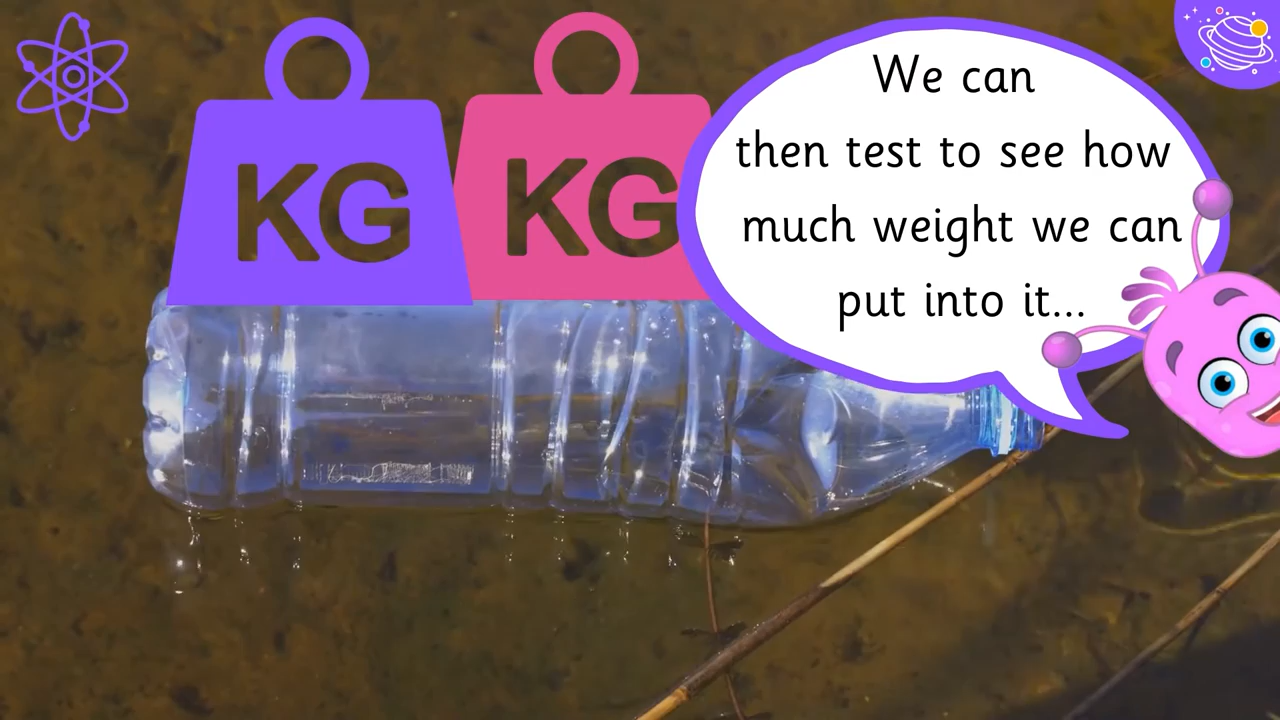 KG KG
We can
then test to see how
much weight we can
put into it...